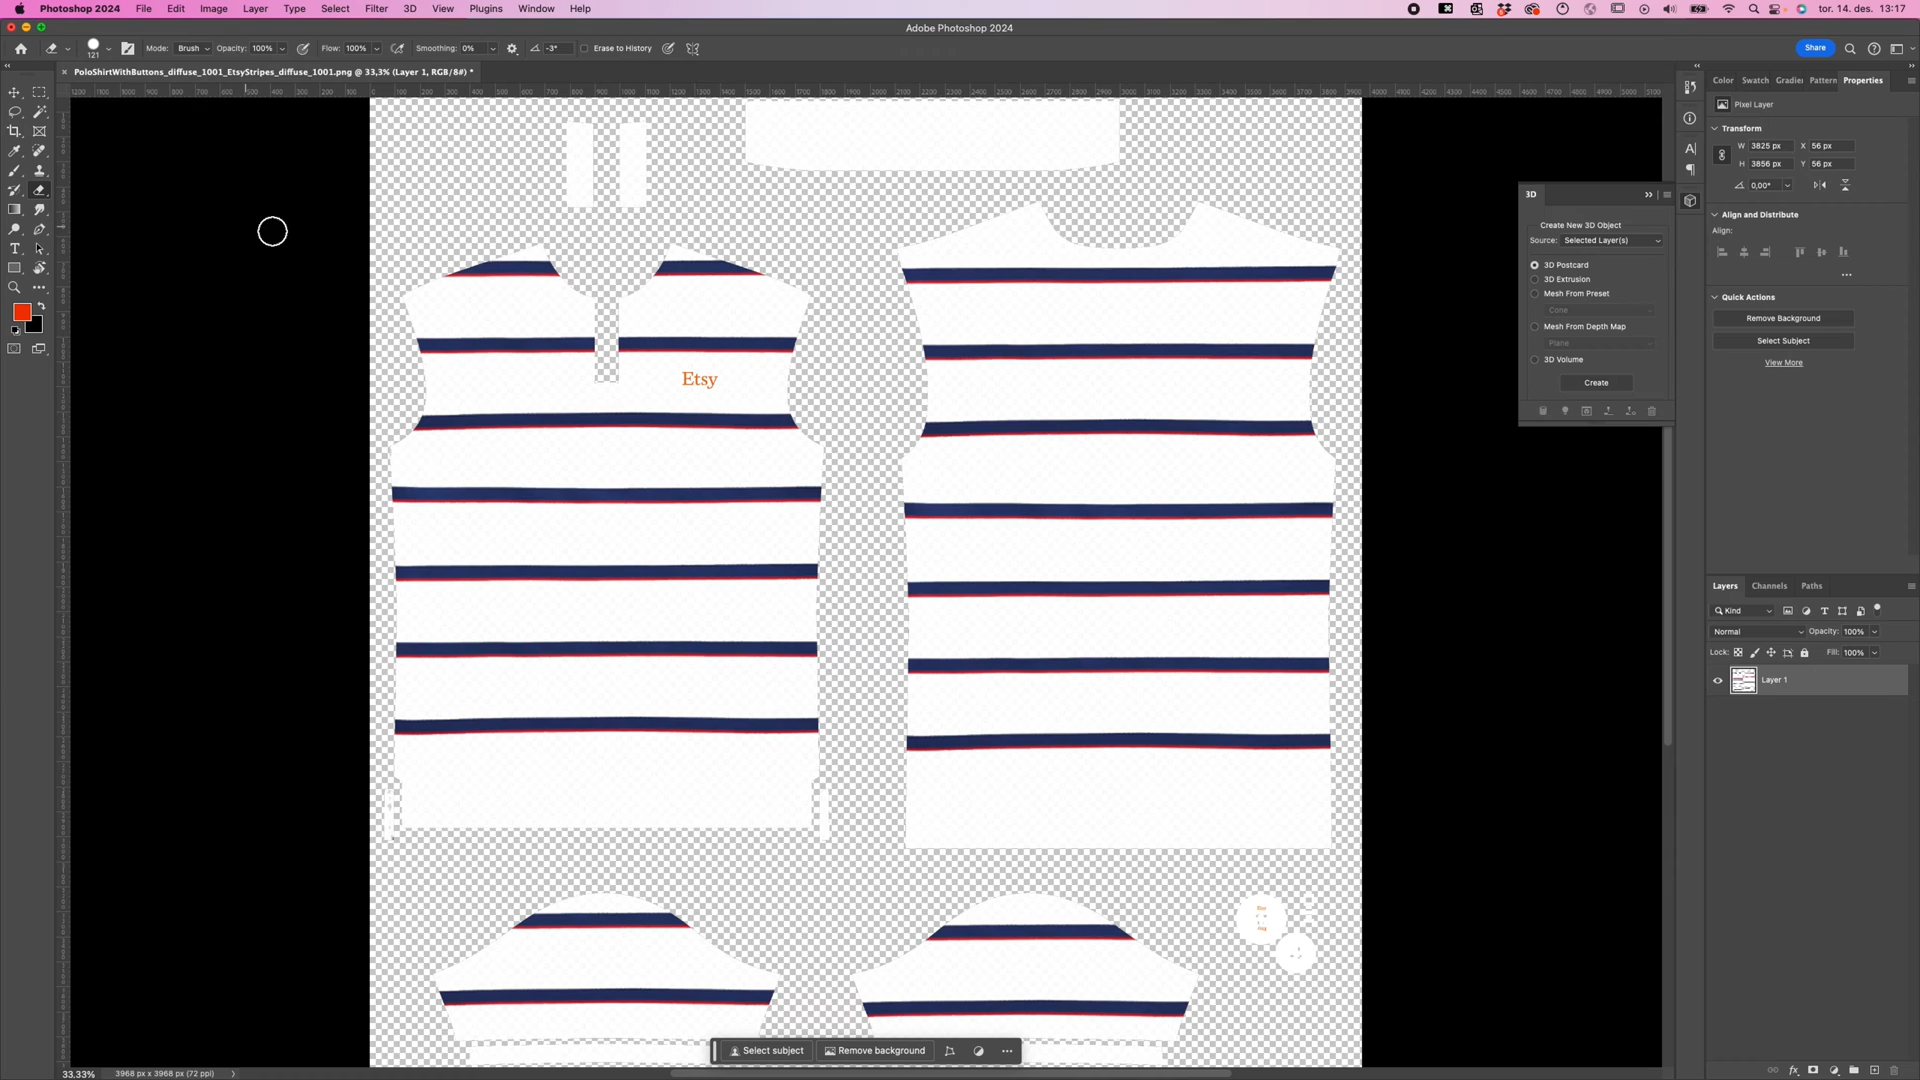 Photoshop 2024 File Edit Image Layer Type Select Filter 3D View Plugins Window Help tor. 14. des. 13:17
Adobe Photoshop 2024
121 Mode: Brush Opacity: 100% Flow: 100% Smoothing: 0% -3° Erase to History Share
PoloShirtWithButtons_diffuse_1001_EtsyStripes_diffuse_1001.png @ 33,3% (Layer 1, RGB/8#) *
Color Swatch Gradie Pattern Properties
Pixel Layer
Transform
W 3825 px X 56 px
H 3856 px Y 56 px
0,00°
Align and Distribute
Align:
Quick Actions
Remove Background
Select Subject
View More
3D
Create New 3D Object
Source: Selected Layer(s)
3D Postcard
3D Extrusion
Mesh From Preset
Cone
Mesh From Depth Map
Plane
3D Volume
Create
Etsy
Layers Channels Paths
Kind
Normal Opacity: 100%
Lock: Fill: 100%
Layer 1
Select subject Remove background
33.33% 3968 px x 3968 px (72 ppi)